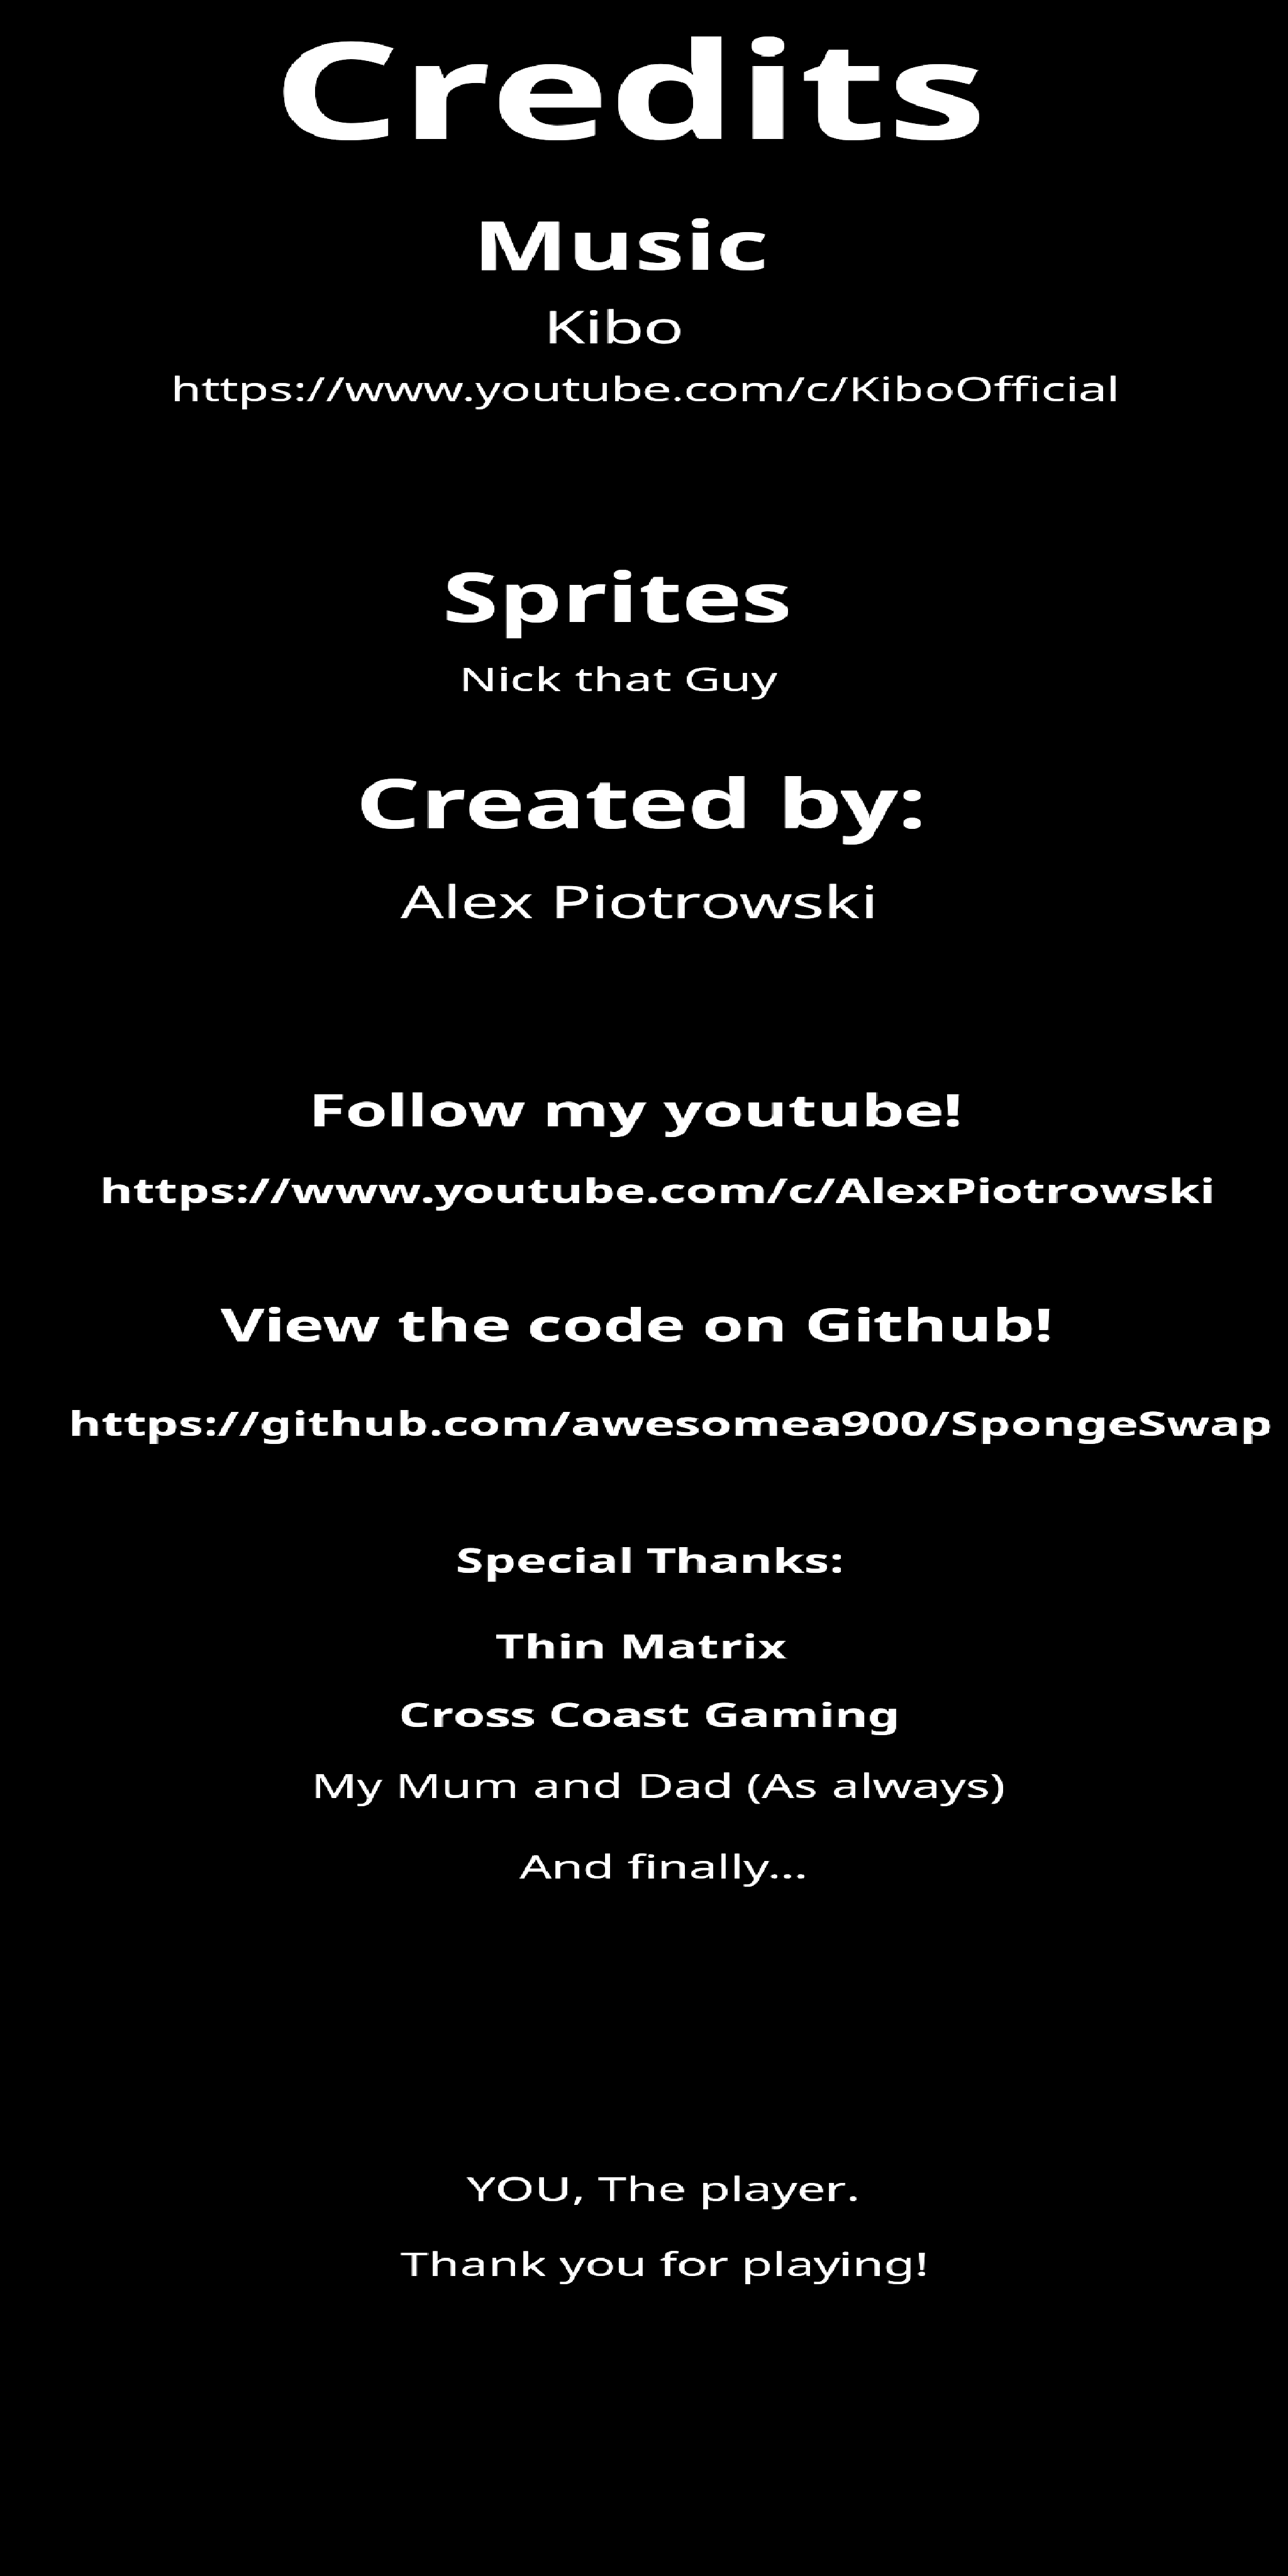 Credits
Music
Kibo
https://www.youtube.com/c/KiboOfficial
Sprites
Nick that Guy
Created by:
Alex Piotrowski
Follow my youtube!
https://www.youtube.com/c/AlexPiotrowski
View the code on Github!
https://github.com/awesomea900/SpongeSwap
Special Thanks:
Thin Matrix
Cross Coast Gaming
My Mum and Dad (As always)
And finally...
YOU, The player.
Thank you for playing!